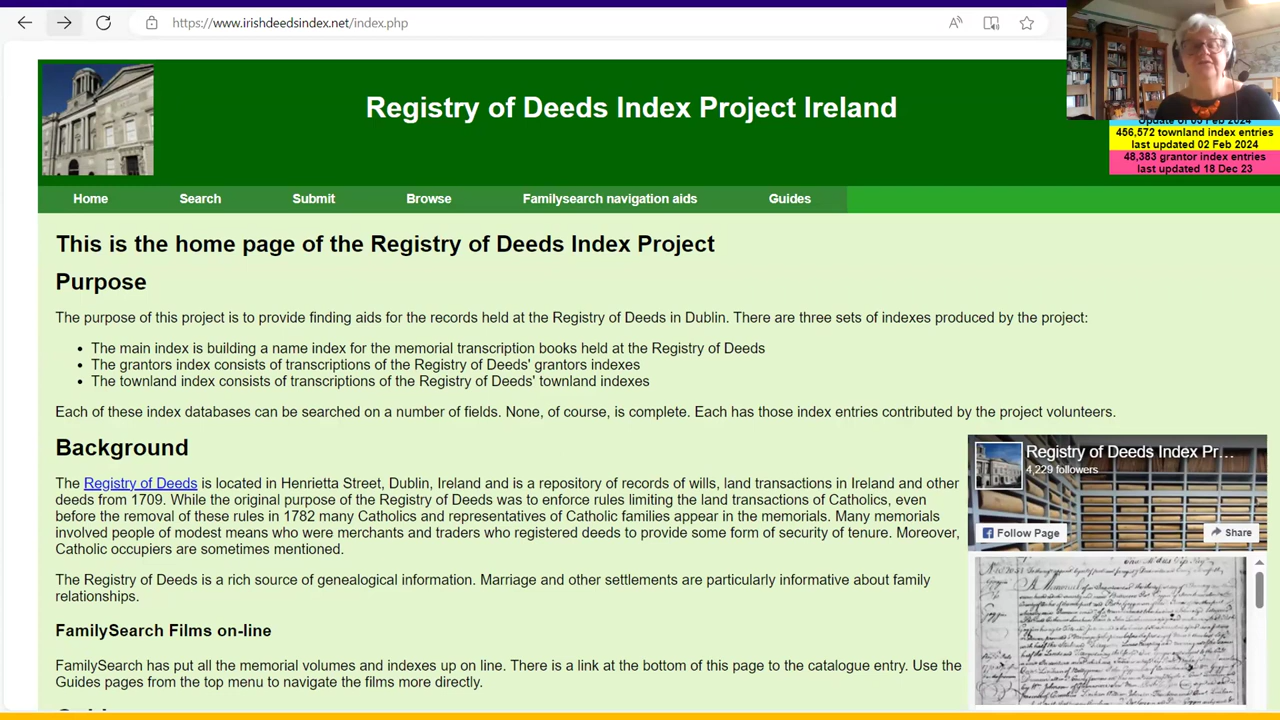 https://www.irishdeedsindex.net/index.php
Registry of Deeds Index Project Ireland
Update of 05 Feb 2024
456,572 townland index entries
last updated 02 Feb 2024
48,383 grantor index entries
last updated 18 Dec 23
Home Search Submit Browse Familysearch navigation aids Guides
This is the home page of the Registry of Deeds Index Project
Purpose
The purpose of this project is to provide finding aids for the records held at the Registry of Deeds in Dublin. There are three sets of indexes produced by the project:
• The main index is building a name index for the memorial transcription books held at the Registry of Deeds
• The grantors index consists of transcriptions of the Registry of Deeds' grantors indexes
• The townland index consists of transcriptions of the Registry of Deeds' townland indexes
Each of these index databases can be searched on a number of fields. None, of course, is complete. Each has those index entries contributed by the project volunteers.
Background
The Registry of Deeds is located in Henrietta Street, Dublin, Ireland and is a repository of records of wills, land transactions in Ireland and other
deeds from 1709. While the original purpose of the Registry of Deeds was to enforce rules limiting the land transactions of Catholics, even
before the removal of these rules in 1782 many Catholics and representatives of Catholic families appear in the memorials. Many memorials
involved people of modest means who were merchants and traders who registered deeds to provide some form of security of tenure. Moreover,
Catholic occupiers are sometimes mentioned.
The Registry of Deeds is a rich source of genealogical information. Marriage and other settlements are particularly informative about family
relationships.
FamilySearch Films on-line
FamilySearch has put all the memorial volumes and indexes up on line. There is a link at the bottom of this page to the catalogue entry. Use the
Guides pages from the top menu to navigate the films more directly.
Registry of Deeds Index Pr...
4,229 followers
Follow Page
Share